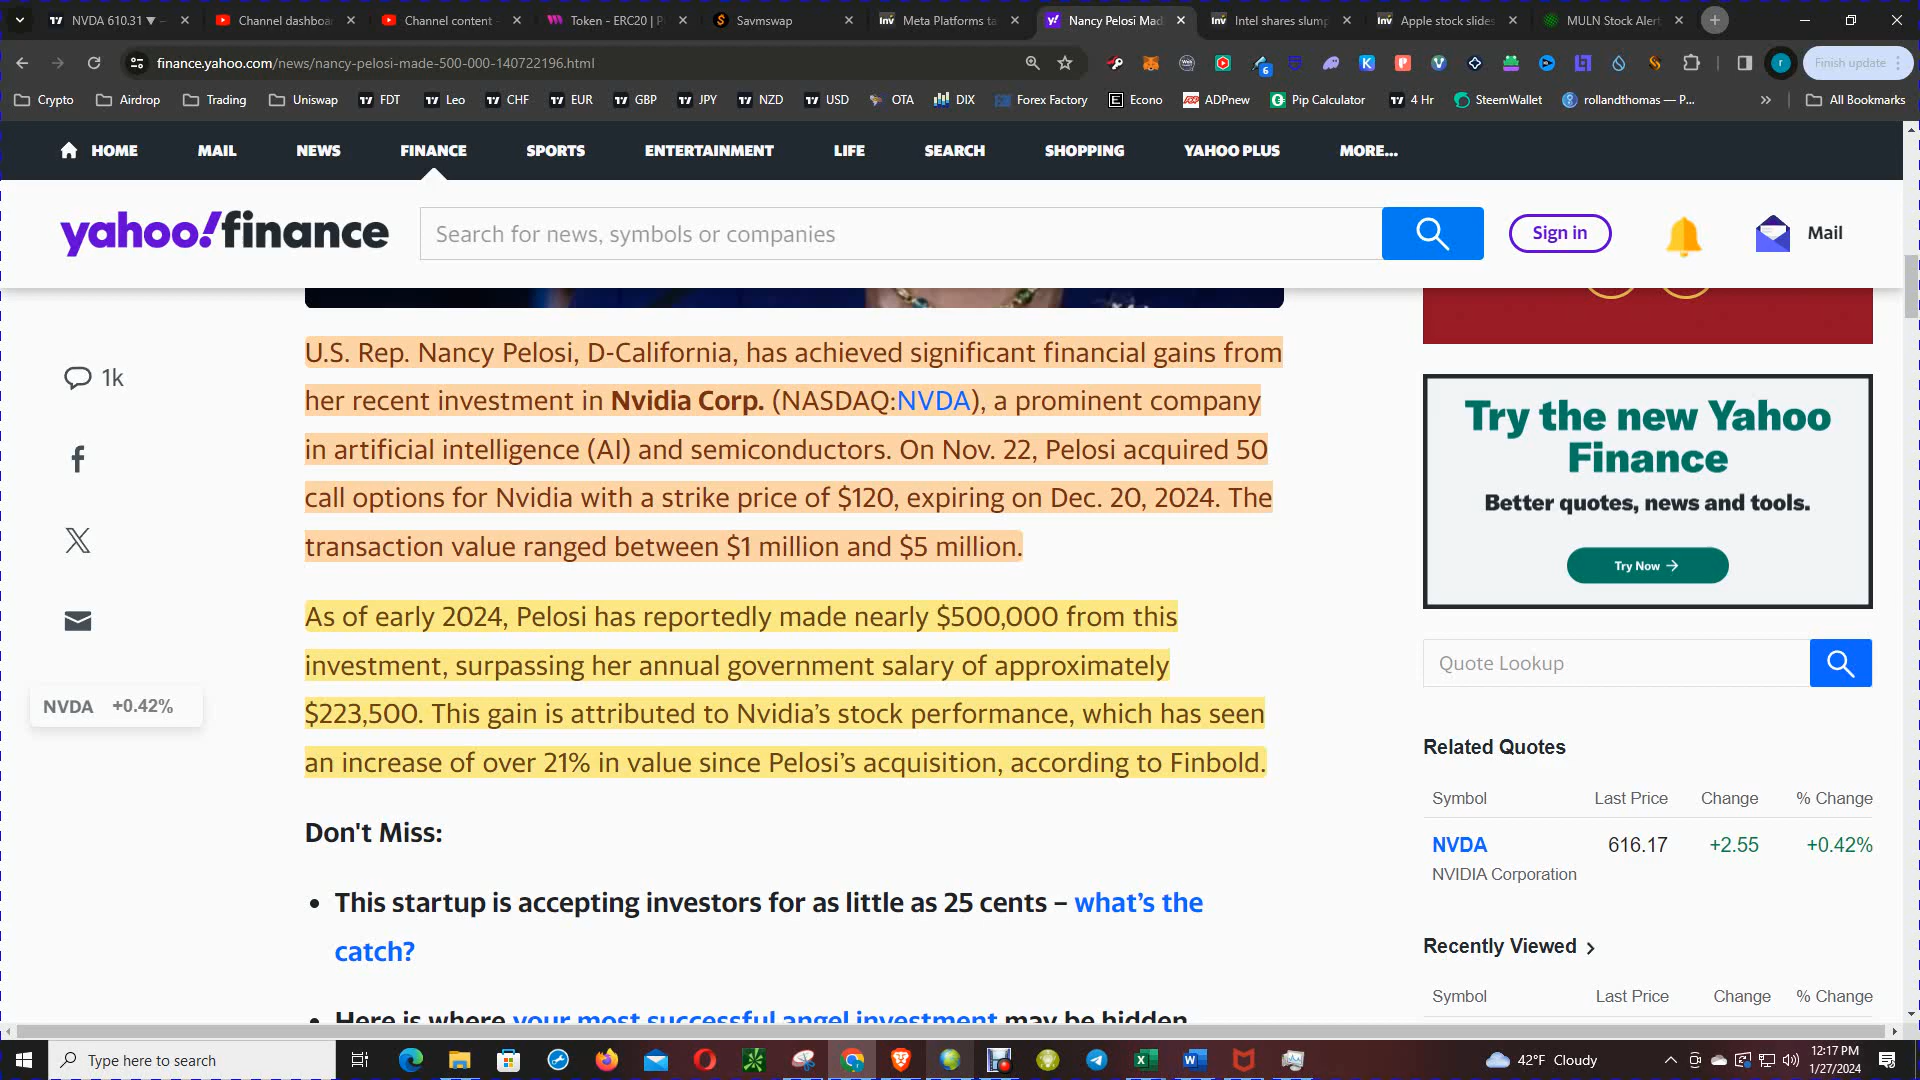 NVDA 610.31 ▼
Channel dashboa
Channel content -
Token - ERC20 | P
Savmswap
Meta Platforms ta
Nancy Pelosi Mad
Intel shares slump
Apple stock slides
MULN Stock Alert
finance.yahoo.com/news/nancy-pelosi-made-500-000-140722196.html
6
Finish update
Crypto Airdrop Trading Uniswap FDT Leo CHF EUR GBP JPY NZD USD OTA DIX Forex Factory Econo ADPnew Pip Calculator 4 Hr SteemWallet rollandthomas — P... » All Bookmarks
HOME MAIL NEWS FINANCE SPORTS ENTERTAINMENT LIFE SEARCH SHOPPING YAHOO PLUS MORE...
yahoo!finance
Search for news, symbols or companies
Sign in
Mail
1k
NVDA +0.42%
U.S. Rep. Nancy Pelosi, D-California, has achieved significant financial gains from
her recent investment in Nvidia Corp. (NASDAQ:NVDA), a prominent company
in artificial intelligence (AI) and semiconductors. On Nov. 22, Pelosi acquired 50
call options for Nvidia with a strike price of $120, expiring on Dec. 20, 2024. The
transaction value ranged between $1 million and $5 million.
As of early 2024, Pelosi has reportedly made nearly $500,000 from this
investment, surpassing her annual government salary of approximately
$223,500. This gain is attributed to Nvidia's stock performance, which has seen
an increase of over 21% in value since Pelosi's acquisition, according to Finbold.
Don't Miss:
• This startup is accepting investors for as little as 25 cents – what's the
catch?
• Here is where your most successful angel investment may be hidden
Try the new Yahoo
Finance
Better quotes, news and tools.
Try Now →
Quote Lookup
Related Quotes
Symbol Last Price Change % Change
NVDA 616.17 +2.55 +0.42%
NVIDIA Corporation
Recently Viewed >
Symbol Last Price Change % Change
Type here to search
42°F Cloudy
12:17 PM
1/27/2024